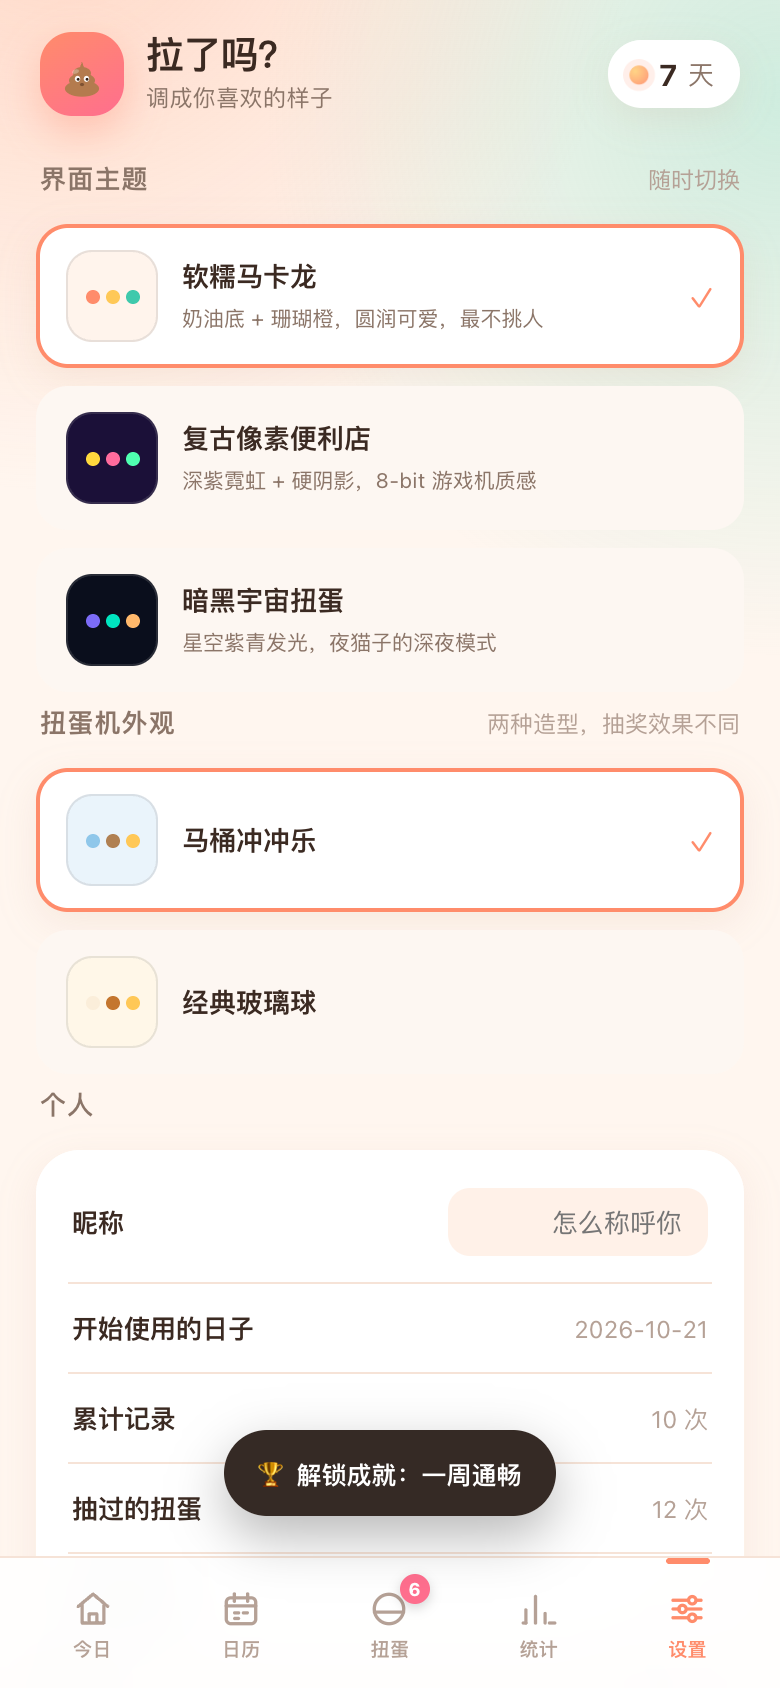 拉了吗?
调成你喜欢的样子
7 天
界面主题
随时切换
软糯马卡龙
奶油底 + 珊瑚橙，圆润可爱，最不挑人
复古像素便利店
深紫霓虹 + 硬阴影，8-bit 游戏机质感
暗黑宇宙扭蛋
星空紫青发光，夜猫子的深夜模式
扭蛋机外观
两种造型，抽奖效果不同
马桶冲冲乐
经典玻璃球
个人
昵称
怎么称呼你
开始使用的日子
2026-10-21
累计记录
10 次
🏆 解锁成就：一周通畅
抽过的扭蛋
12 次
今日
日历
6
扭蛋
统计
设置